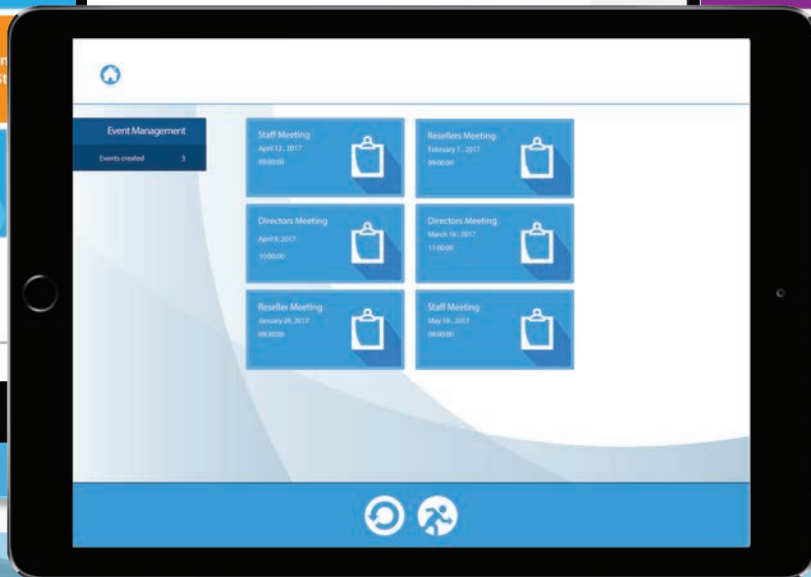 Event Management
Events created 3
Staff Meeting
April 12, 2017
09:00:00
Resellers Meeting
February 7, 2017
09:00:00
Directors Meeting
April 9, 2017
10:00:00
Directors Meeting
March 16, 2017
11:00:00
Reseller Meeting
January 26, 2017
09:30:00
Staff Meeting
May 16, 2017
08:00:00